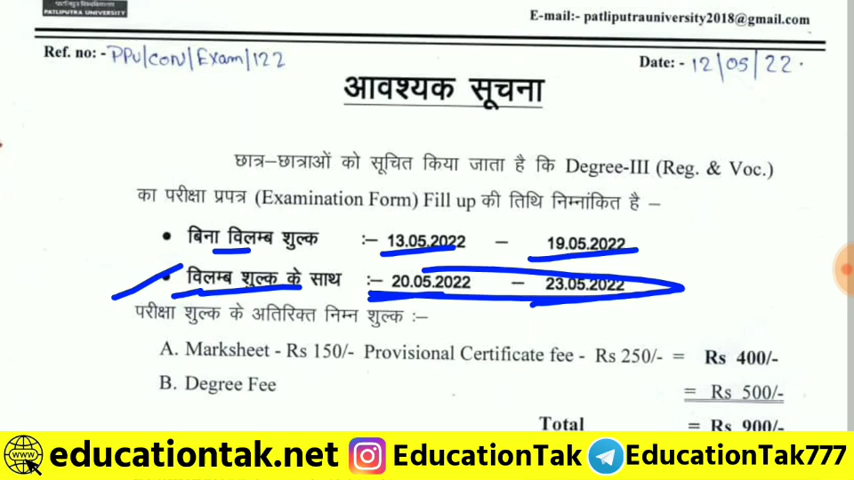 PATLIPUTRA UNIVERSITY
E-mail:- patliputrauniversity2018@gmail.com
Ref. no: - PPU/CON/Exam/122
Date: - 12/05/22.
आवश्यक सूचना
छात्र–छात्राओं को सूचित किया जाता है कि Degree-III (Reg. & Voc.)
का परीक्षा प्रपत्र (Examination Form) Fill up की तिथि निम्नांकित है –
• बिना विलम्ब शुल्क :– 13.05.2022 – 19.05.2022
• विलम्ब शुल्क के साथ :– 20.05.2022 – 23.05.2022
परीक्षा शुल्क के अतिरिक्त निम्न शुल्क :–
A. Marksheet - Rs 150/- Provisional Certificate fee - Rs 250/- = Rs 400/-
B. Degree Fee = Rs 500/-
Total = Rs 900/-
educationtak.net EducationTak EducationTak777